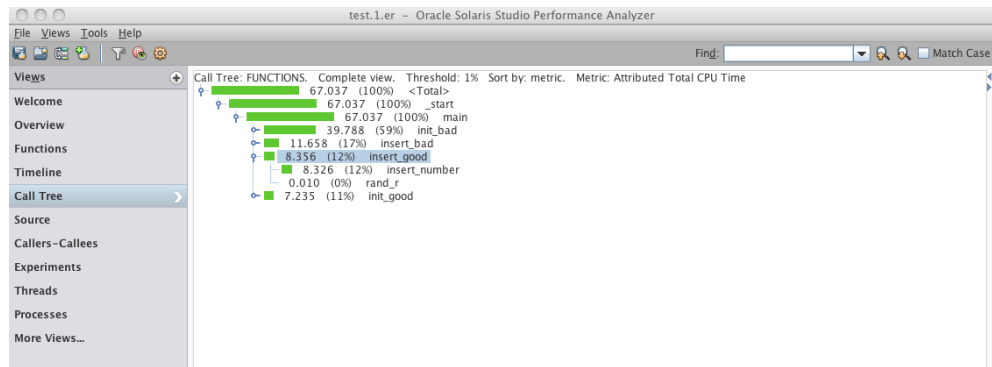 test.1.er – Oracle Solaris Studio Performance Analyzer
File Views Tools Help
Find: Match Case
Views
Welcome
Overview
Functions
Timeline
Call Tree
Source
Callers-Callees
Experiments
Threads
Processes
More Views...
Call Tree: FUNCTIONS. Complete view. Threshold: 1% Sort by: metric. Metric: Attributed Total CPU Time
67.037 (100%) <Total>
67.037 (100%) _start
67.037 (100%) main
39.788 (59%) init_bad
11.658 (17%) insert_bad
8.356 (12%) insert_good
8.326 (12%) insert_number
0.010 (0%) rand_r
7.235 (11%) init_good